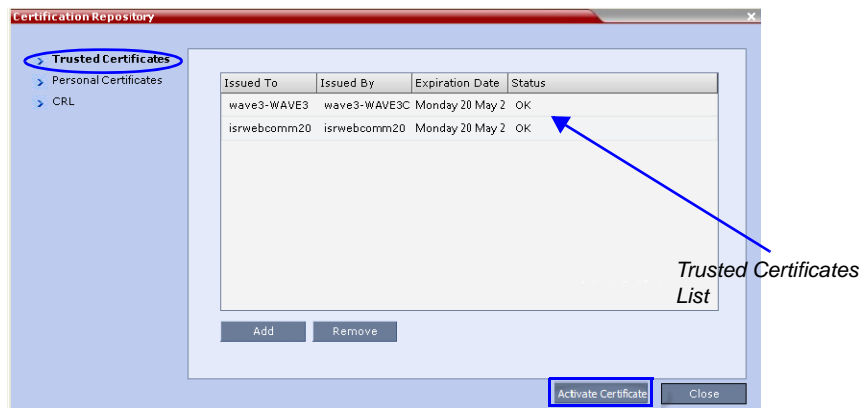 Certification Repository
Trusted Certificates
Personal Certificates
CRL
Issued To Issued By Expiration Date Status
wave3-WAVE3 wave3-WAVE3C Monday 20 May 2 OK
isrwebcomm20 isrwebcomm20 Monday 20 May 2 OK
Trusted Certificates
List
Add Remove
Activate Certificate Close